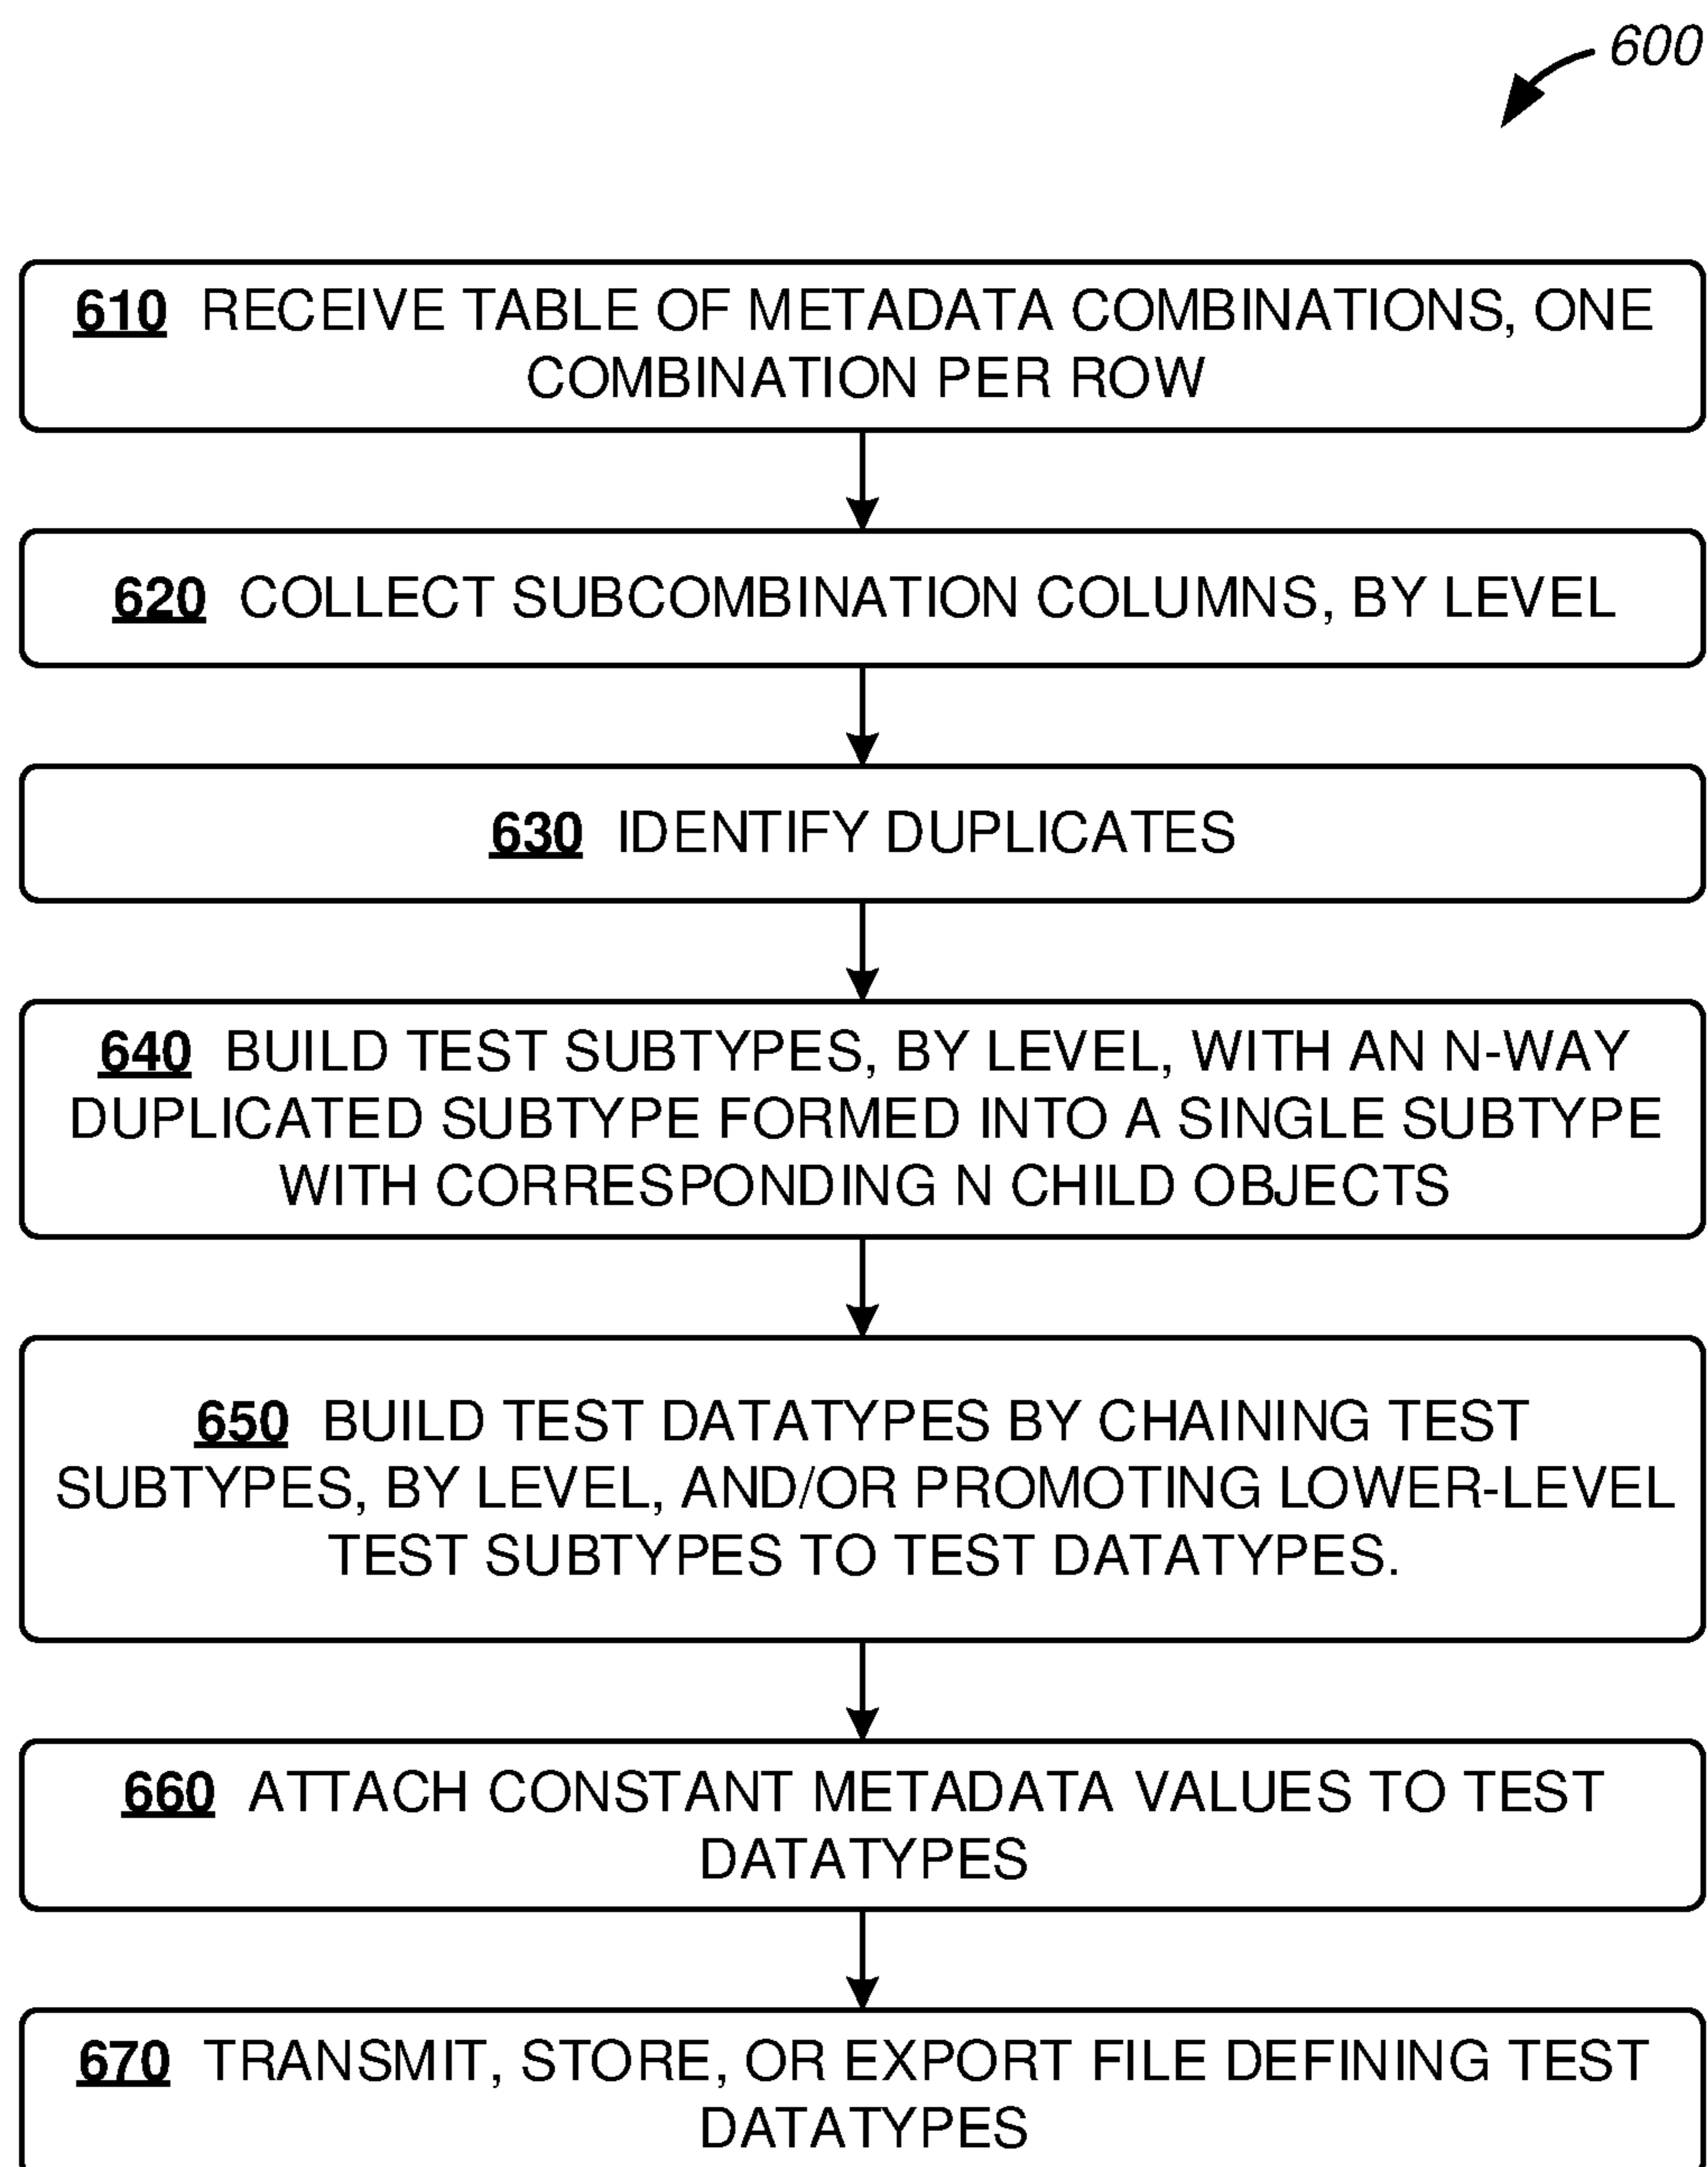 600
610 RECEIVE TABLE OF METADATA COMBINATIONS, ONE
COMBINATION PER ROW
620 COLLECT SUBCOMBINATION COLUMNS, BY LEVEL
630 IDENTIFY DUPLICATES
640 BUILD TEST SUBTYPES, BY LEVEL, WITH AN N-WAY
DUPLICATED SUBTYPE FORMED INTO A SINGLE SUBTYPE
WITH CORRESPONDING N CHILD OBJECTS
650 BUILD TEST DATATYPES BY CHAINING TEST
SUBTYPES, BY LEVEL, AND/OR PROMOTING LOWER-LEVEL
TEST SUBTYPES TO TEST DATATYPES.
660 ATTACH CONSTANT METADATA VALUES TO TEST
DATATYPES
670 TRANSMIT, STORE, OR EXPORT FILE DEFINING TEST
DATATYPES